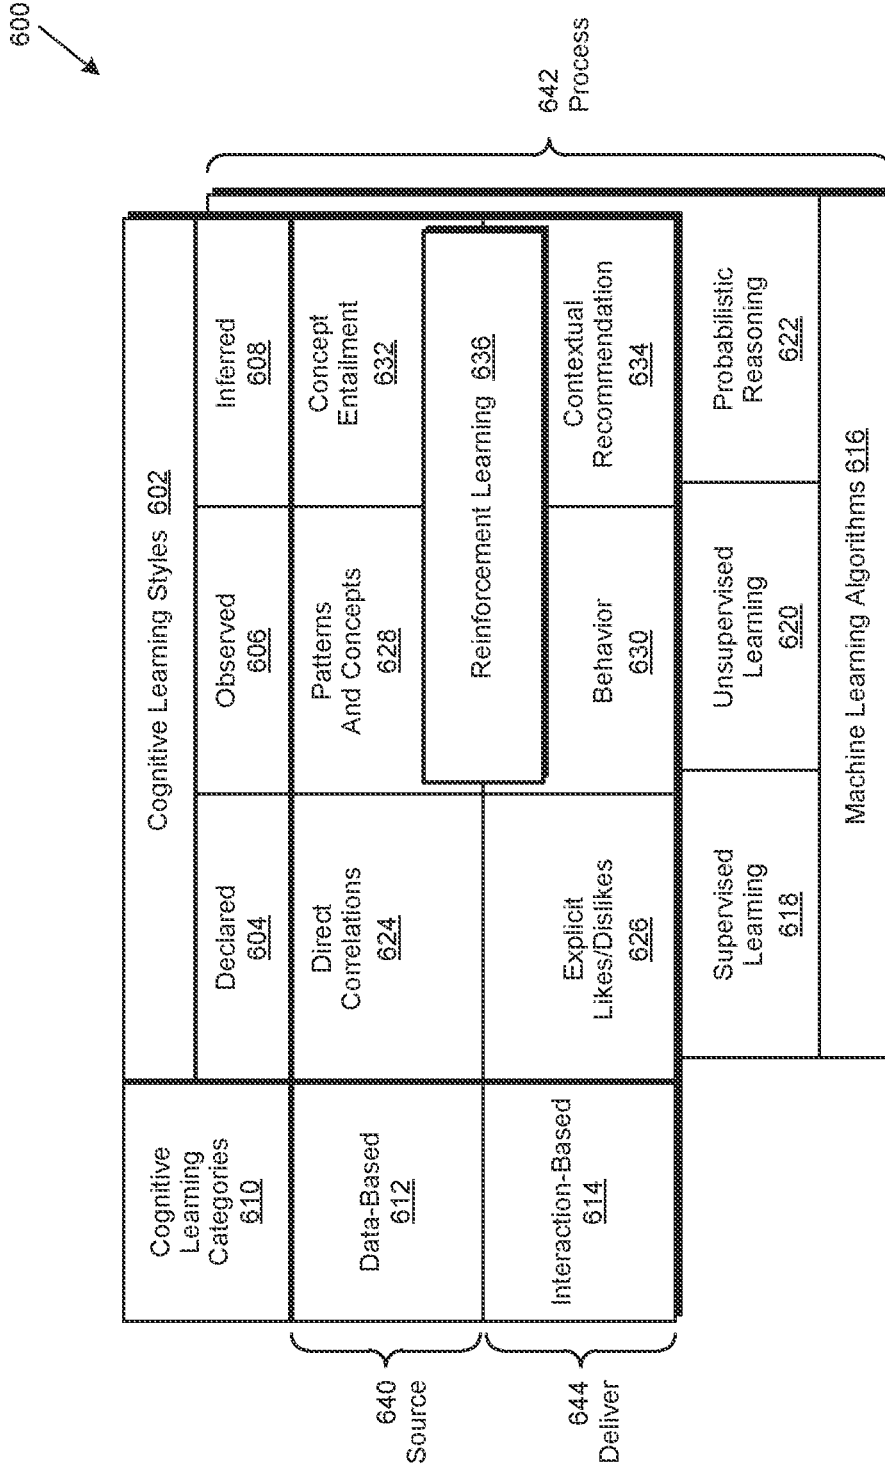 600
Cognitive
Learning
Categories
610
Cognitive Learning Styles 602
Declared
604
Observed
606
Inferred
608
640
Source
Data-Based
612
Direct
Correlations
624
Patterns
And Concepts
628
Concept
Entailment
632
Reinforcement Learning 636
644
Deliver
Interaction-Based
614
Explicit
Likes/Dislikes
626
Behavior
630
Contextual
Recommendation
634
642
Process
Supervised
Learning
618
Unsupervised
Learning
620
Probabilistic
Reasoning
622
Machine Learning Algorithms 616